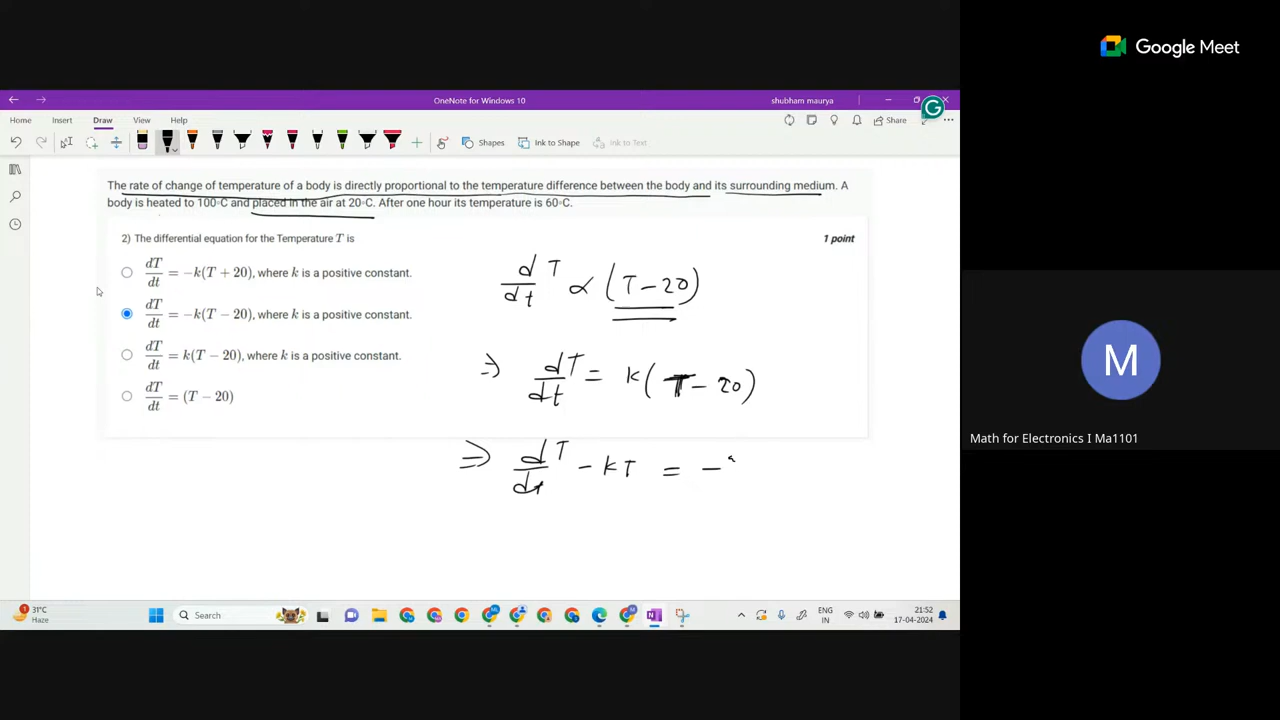 Google Meet
OneNote for Windows 10
shubham maurya
Home Insert Draw View Help
Share
Shapes Ink to Shape Ink to Text
The rate of change of temperature of a body is directly proportional to the temperature difference between the body and its surrounding medium. A
body is heated to 100◦C and placed in the air at 20◦C. After one hour its temperature is 60◦C.
2) The differential equation for the Temperature T is
1 point
dT/dt = −k(T + 20), where k is a positive constant.
dT/dt = −k(T − 20), where k is a positive constant.
dT/dt = k(T − 20), where k is a positive constant.
dT/dt = (T − 20)
d/dt T ∝ (T − 20)
⇒ d/dt T = k(T − 20)
⇒ d/dt T − kT = −
M
Math for Electronics I Ma1101
1
31°C
Haze
Search
ENG
IN
21:52
17-04-2024